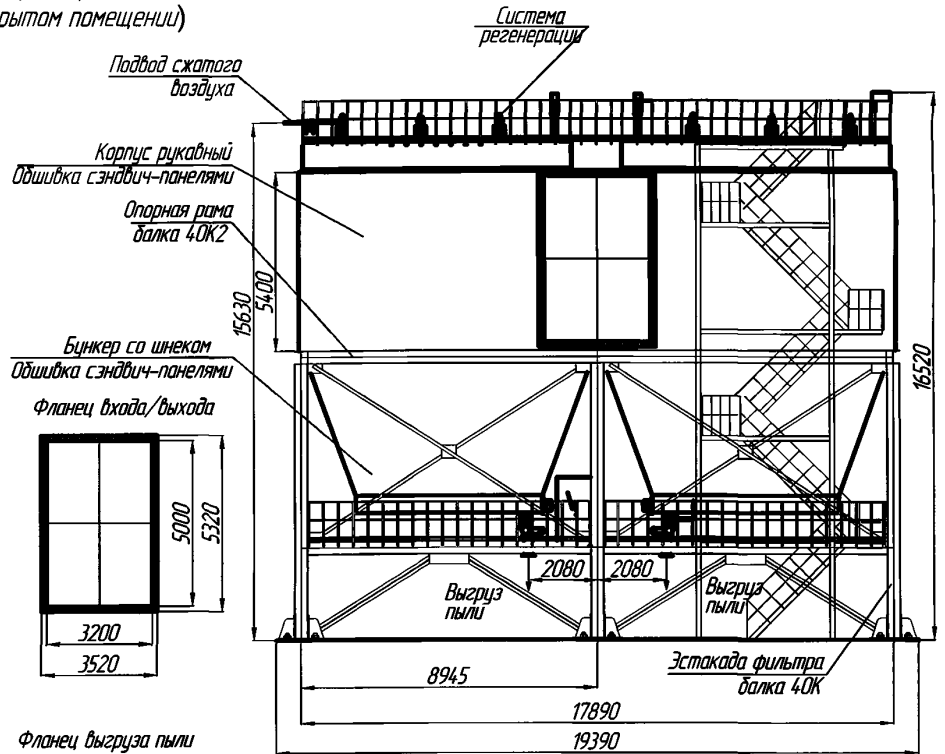 рытом помещении)
Система
регенерации
Подвод сжатого
воздуха
Корпус рукавный
Обшивка сэндвич-панелями
Опорная рама
балка 40К2
15630
5400
16520
Бункер со шнеком
Обшивка сэндвич-панелями
Фланец входа/выхода
5000
5320
3200
3520
2080
2080
Выгруз
пыли
Выгруз
пыли
Эстакада фильтра
балка 40К
8945
17890
19390
Фланец выгруза пыли